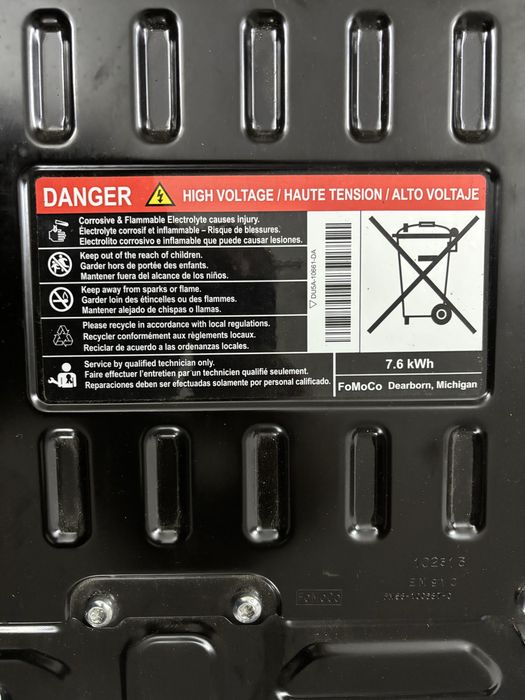 DANGER HIGH VOLTAGE / HAUTE TENSION / ALTO VOLTAJE
Corrosive & Flammable Electrolyte causes injury.
Électrolyte corrosif et inflammable – Risque de blessures.
Electrolito corrosivo e inflamable que puede causar lesiones.
Keep out of the reach of children.
Garder hors de portée des enfants.
Mantener fuera del alcance de los niños.
Keep away from sparks or flame.
Garder loin des étincelles ou des flammes.
Mantener alejado de chispas o llamas.
Please recycle in accordance with local regulations.
Recycler conformément aux règlements locaux.
Reciclar de acuerdo a las ordenanzas locales.
Service by qualified technician only.
Faire effectuer l'entretien par un technicien qualifié seulement.
Reparaciones deben ser efectuadas solamente por personal calificado.
DU5A-10661-DA
7.6 kWh
FoMoCo Dearborn, Michigan
FoMoCo